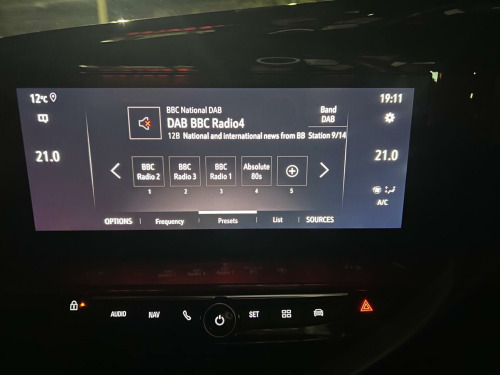 12°C
19:11
BBC National DAB
Band
DAB BBC Radio4
DAB
12B National and international news from BB Station 9/14
21.0
21.0
BBC Radio 2
BBC Radio 3
BBC Radio 1
Absolute 80s
1
2
3
4
5
A/C
OPTIONS
Frequency
Presets
List
SOURCES
AUDIO
NAV
SET